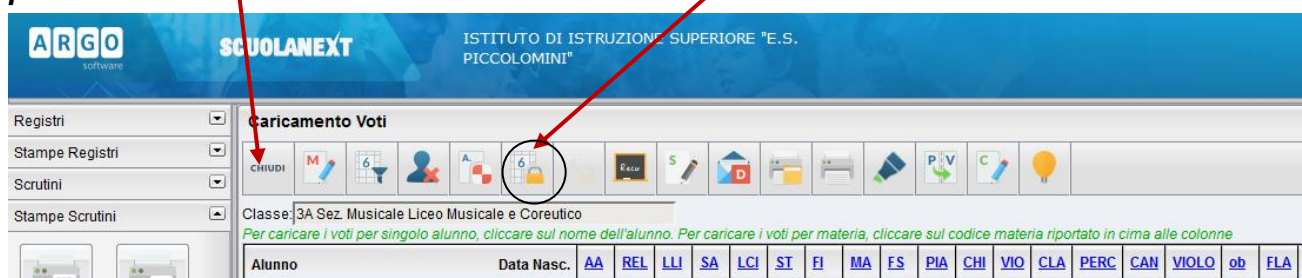 ARGO software SCUOLANEXT ISTITUTO DI ISTRUZIONE SUPERIORE "E.S.
PICCOLOMINI"
Registri
Stampe Registri
Scrutini
Stampe Scrutini
Caricamento Voti
CHIUDI M 6 A. 6 Recu S D P V C
Classe: 3A Sez. Musicale Liceo Musicale e Coreutico
Per caricare i voti per singolo alunno, cliccare sul nome dell'alunno. Per caricare i voti per materia, cliccare sul codice materia riportato in cima alle colonne
Alunno Data Nasc. AA REL LLI SA LCI ST FI MA FS PIA CHI VIO CLA PERC CAN VIOLO ob FLA